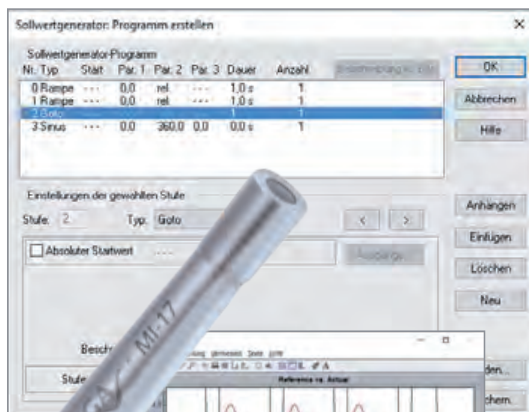 Sollwertgenerator: Programm erstellen
Sollwertgenerator-Programm
Nr. Typ Start Par. 1 Par. 2 Par. 3 Dauer Anzahl
0 Rampe --- 0,0 rel. --- 1,0 s 1
1 Rampe --- 0,0 rel. --- 1,0 s 1
2 Goto 1 1
3 Sinus --- 0,0 360,0 0,0 0,0 s 1
OK
Abbrechen
Hilfe
Einstellungen der gewählten Stufe
Stufe: 2 Typ: Goto < >
Absoluter Startwert ----
Anhängen
Einfügen
Löschen
Neu
MI-17
Reference vs. Actual